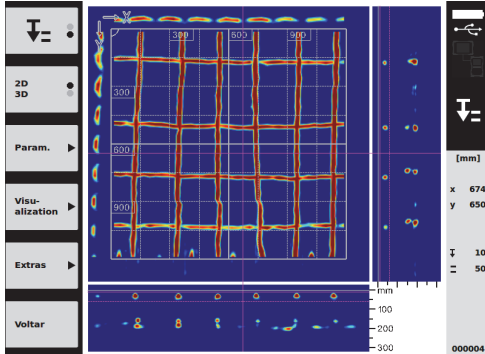 2D
3D
Param.
Visu-
alization
Extras
Voltar
X
Y
300 600 900
300
600
900
mm
100
200
300
[mm]
x 674
y 650
10
50
000004